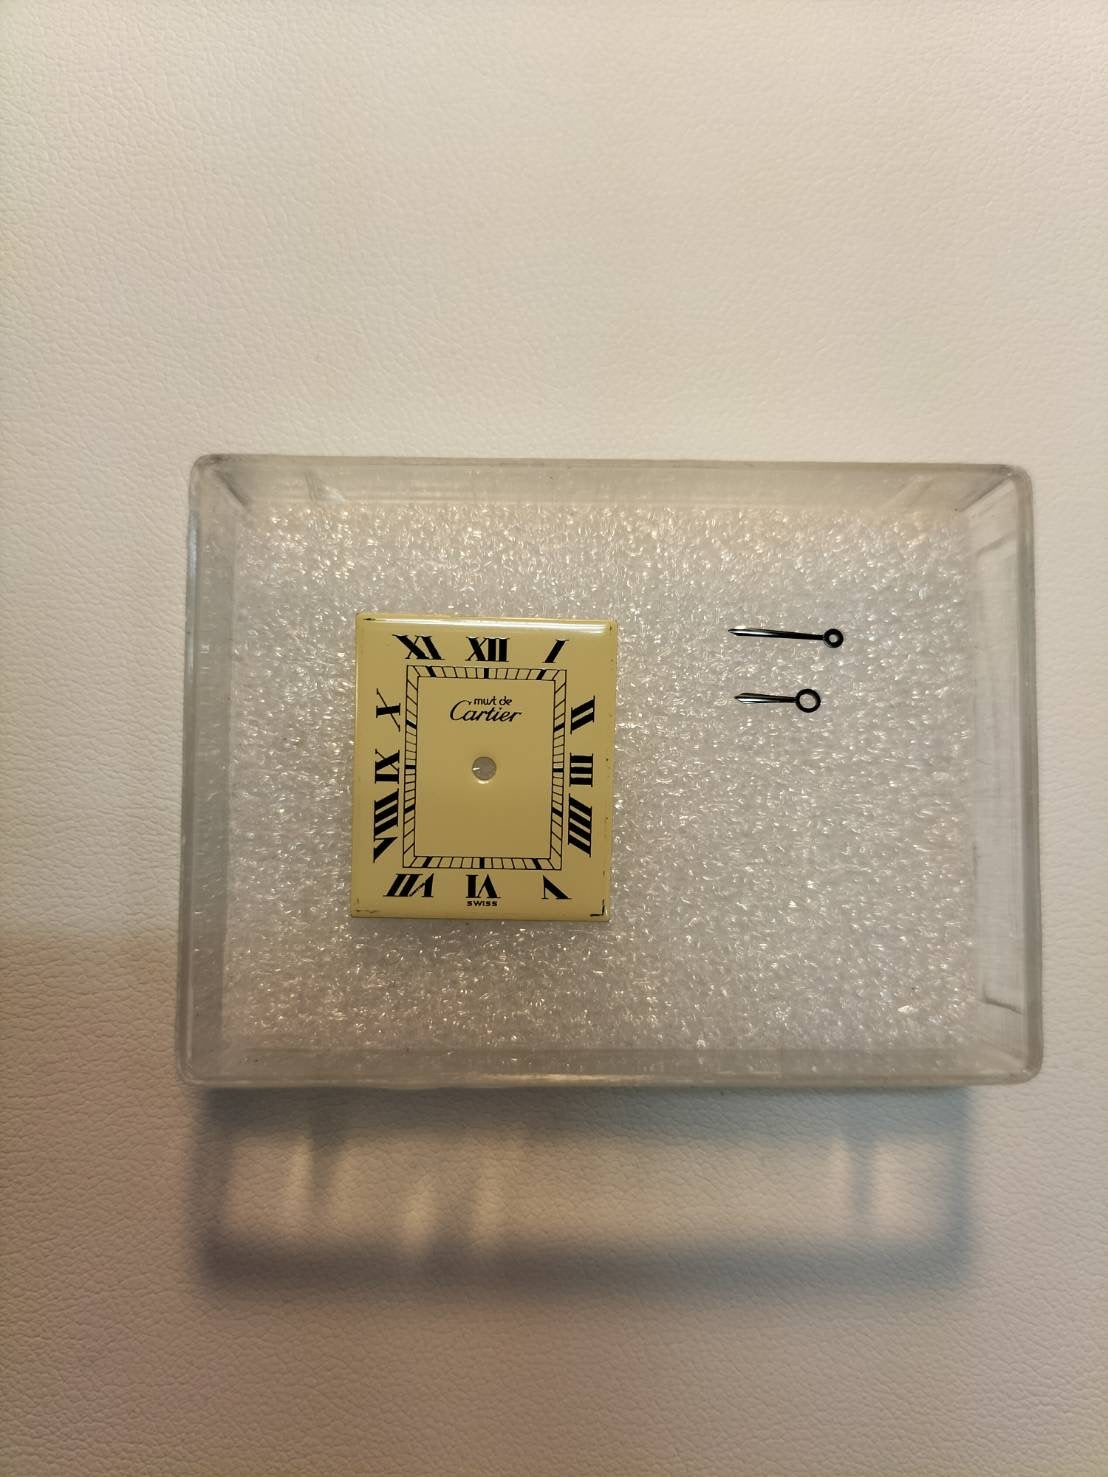 XI XII I
must de
Cartier
X II
IX III
VIII IIII
VII VI V
SWISS